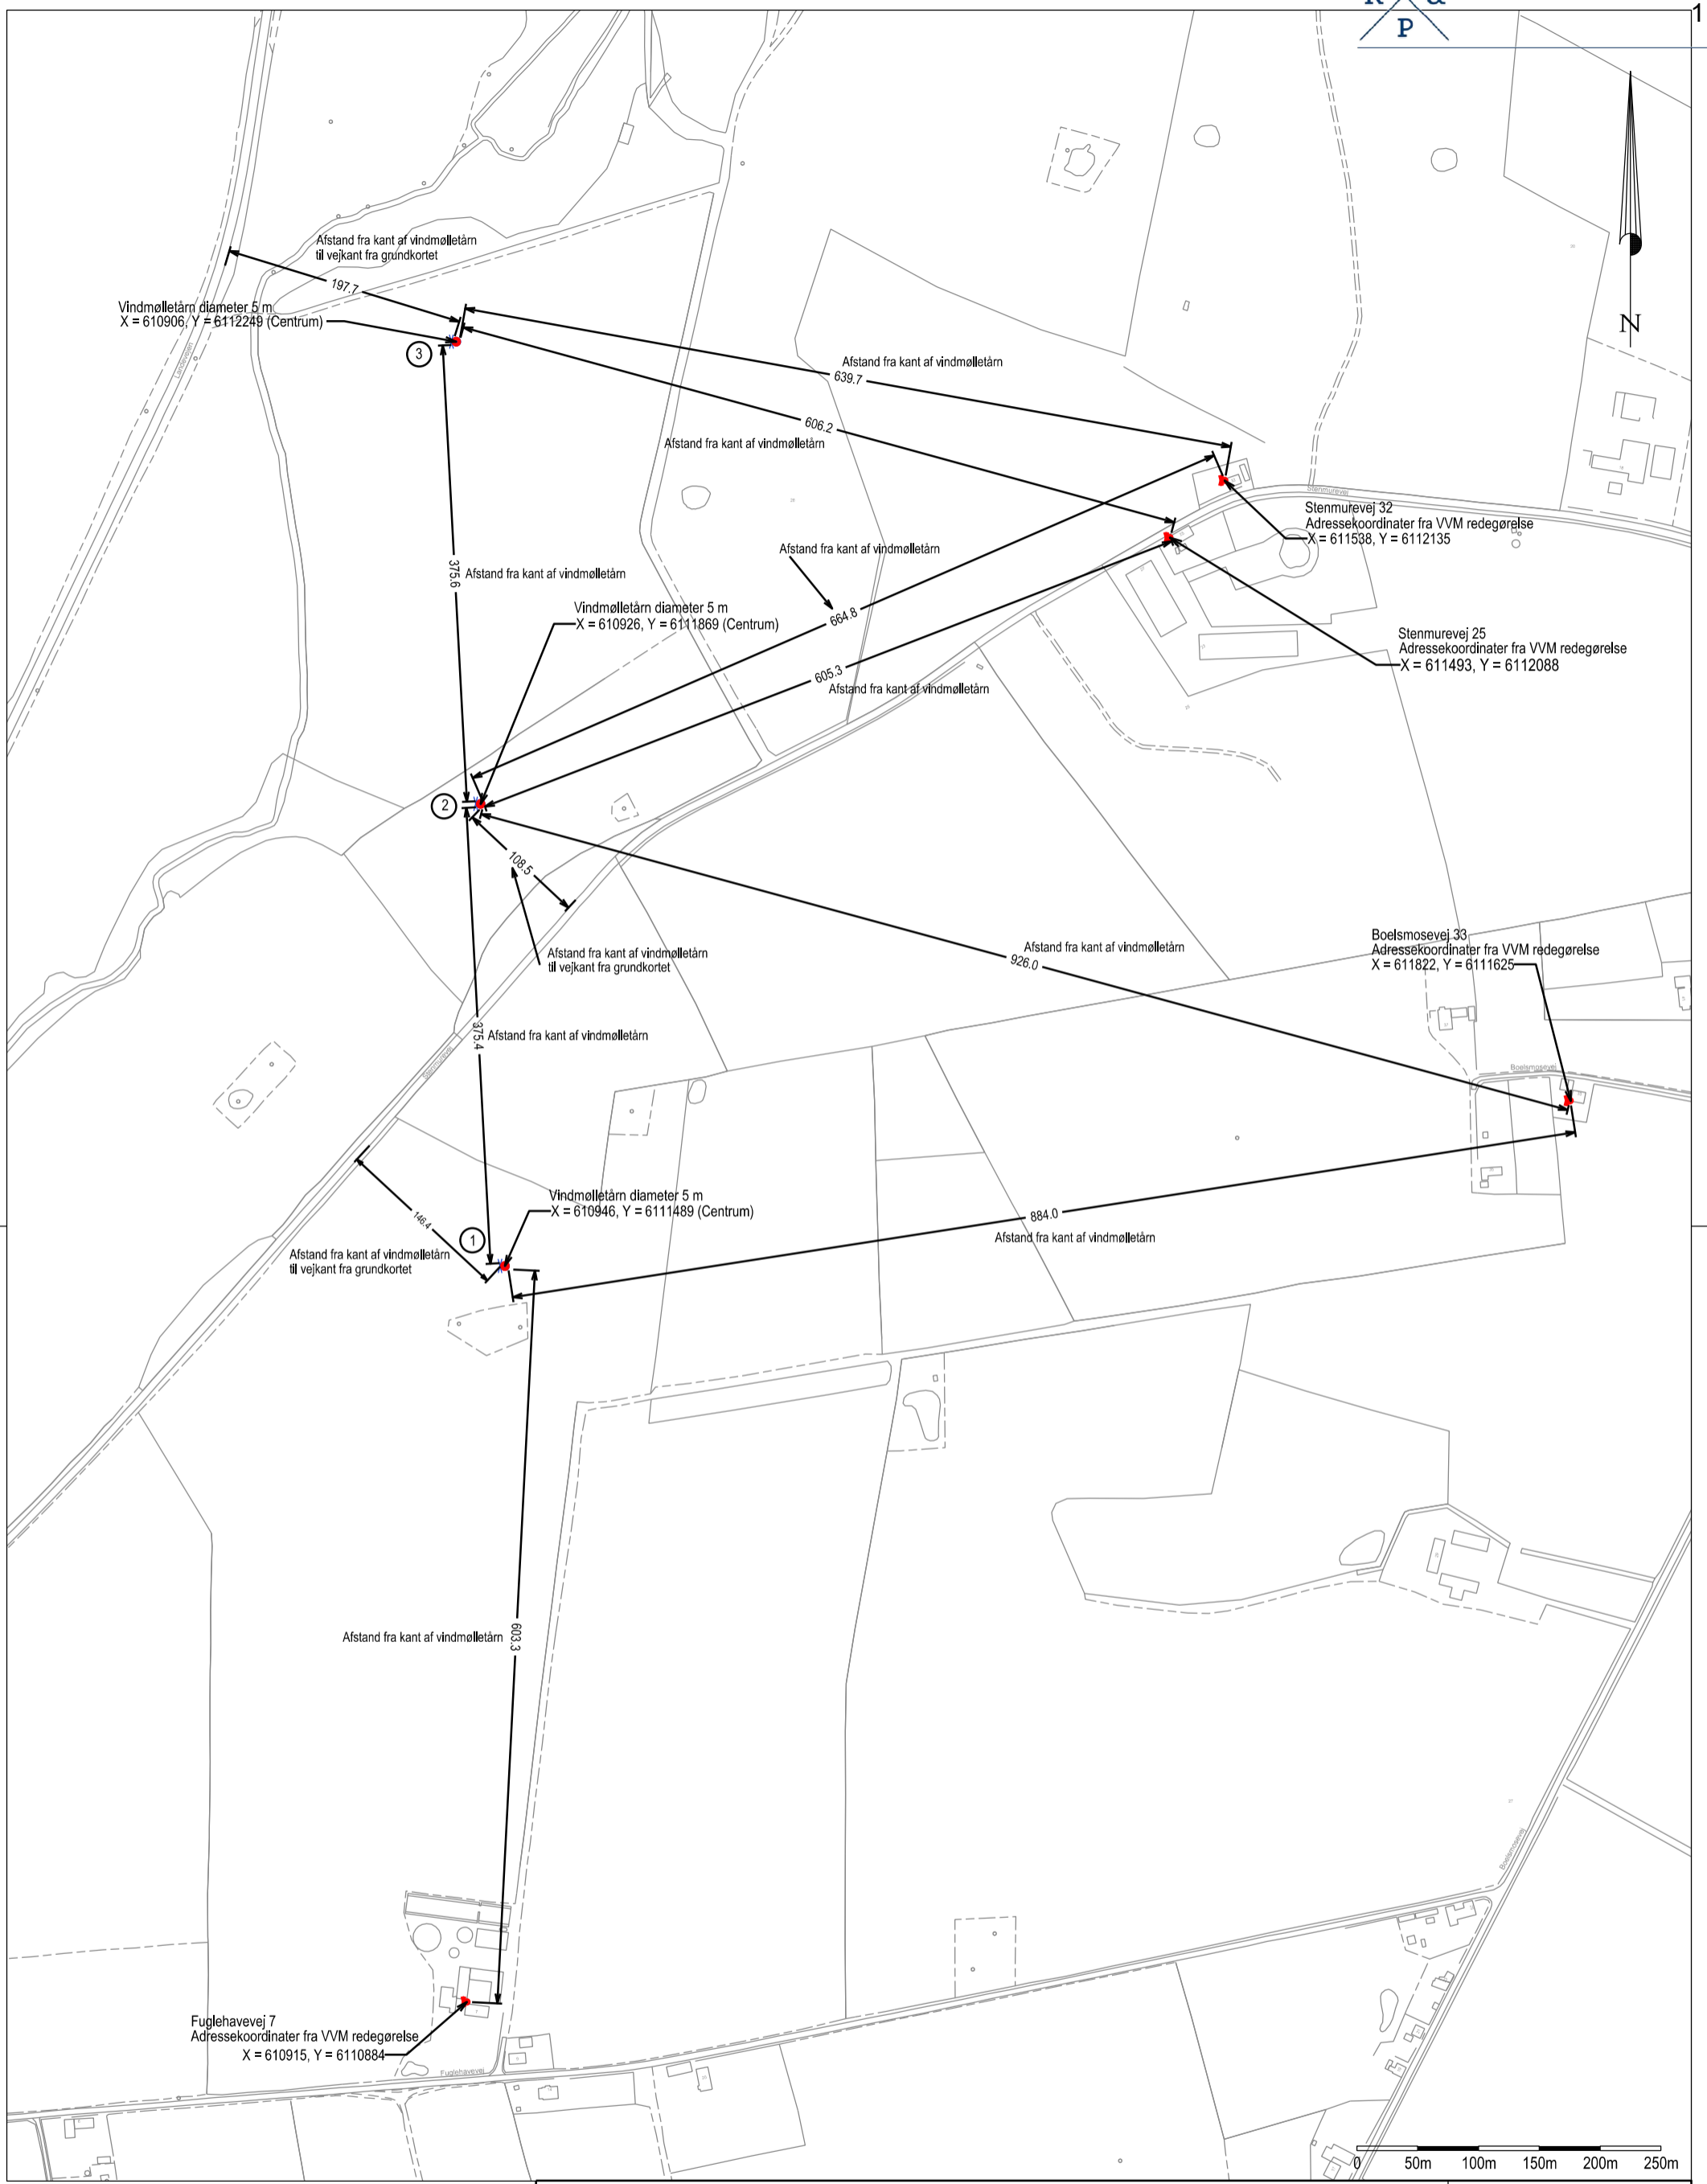 P
1
N
Afstand fra kant af vindmølletårn
til vejkant fra grundkortet
197.7
Vindmølletårn diameter 5 m
X = 610906, Y = 6112249 (Centrum)
3
Landevejen
Afstand fra kant af vindmølletårn
639.7
606.2
Afstand fra kant af vindmølletårn
Stenmurevej
Stenmurevej 32
Adressekoordinater fra VVM redegørelse
X = 611538, Y = 6112135
Afstand fra kant af vindmølletårn
375.6
Afstand fra kant af vindmølletårn
Vindmølletårn diameter 5 m
X = 610926, Y = 6111869 (Centrum)
664.8
Stenmurevej 25
Adressekoordinater fra VVM redegørelse
X = 611493, Y = 6112088
605.3
Afstand fra kant af vindmølletårn
2
108.5
Afstand fra kant af vindmølletårn
til vejkant fra grundkortet
Afstand fra kant af vindmølletårn
926.0
Boelsmosevej 33
Adressekoordinater fra VVM redegørelse
X = 611822, Y = 6111625
375.4
Afstand fra kant af vindmølletårn
Stenmurevej
Boelsmosevej
146.4
Vindmølletårn diameter 5 m
X = 610946, Y = 6111489 (Centrum)
1
884.0
Afstand fra kant af vindmølletårn
Afstand fra kant af vindmølletårn
til vejkant fra grundkortet
Afstand fra kant af vindmølletårn
603.3
Boelsmosevej
Fuglehavevej 7
Adressekoordinater fra VVM redegørelse
X = 610915, Y = 6110884
Fuglehavevej
0 50m 100m 150m 200m 250m